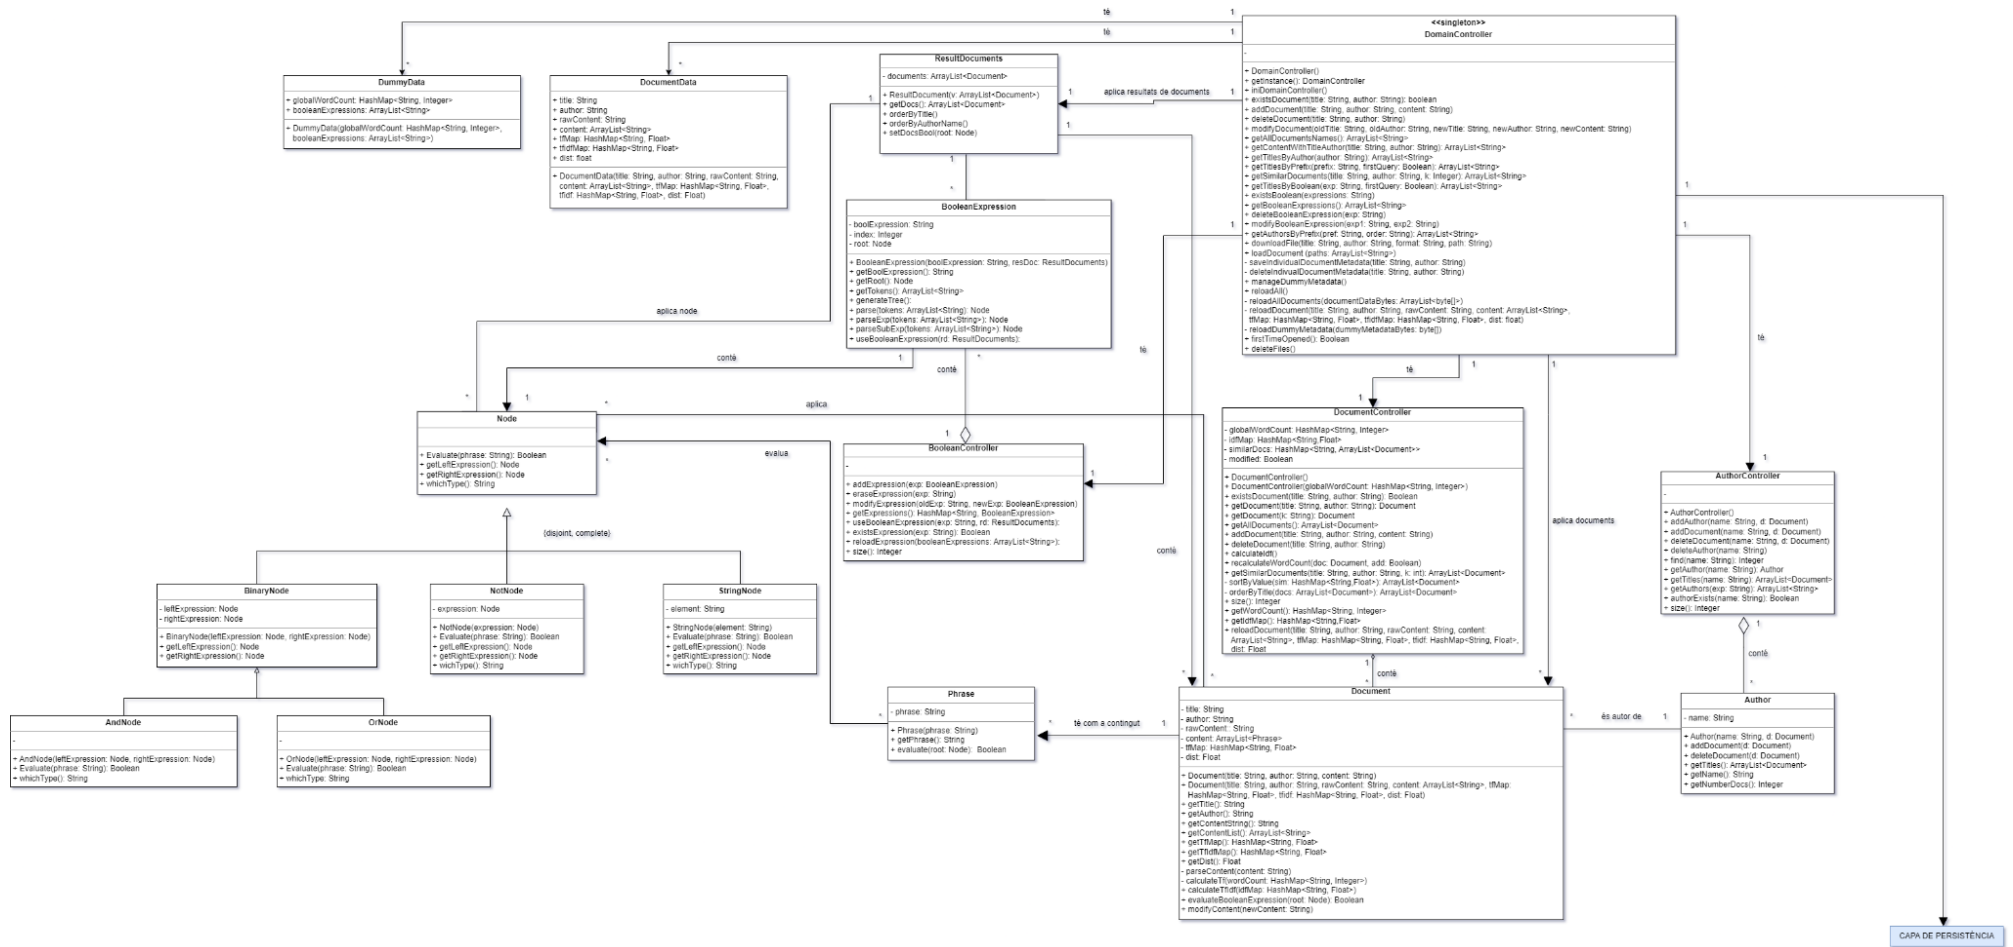 tè
1
<<singleton>>
DomainController
-
+ DomainController()
+ getInstance(): DomainController
+ iniDomainController()
+ existsDocument(title: String, author: String): boolean
+ addDocument(title: String, author: String, content: String)
+ deleteDocument(title: String, author: String)
+ modifyDocument(oldTitle: String, oldAuthor: String, newTitle: String, newAuthor: String, newContent: String)
+ getAllDocumentsNames(): ArrayList<String>
+ getContentWithTitleAuthor(title: String, author: String): ArrayList<String>
+ getTitlesByAuthor(author: String): ArrayList<String>
+ getTitlesByPrefix(prefix: String, firstQuery: Boolean): ArrayList<String>
+ getSimilarDocuments(title: String, author: String, k: Integer): ArrayList<String>
+ getTitlesByBoolean(exp: String, firstQuery: Boolean): ArrayList<String>
+ existsBoolean(expressions: String)
+ getBooleanExpressions(): ArrayList<String>
+ deleteBooleanExpression(exp: String)
+ modifyBooleanExpression(exp1: String, exp2: String)
+ getAuthorsByPrefix(pref: String, order: String): ArrayList<String>
+ downloadFile(title: String, author: String, format: String, path: String)
+ loadDocument (paths: ArrayList<String>)
- saveIndividualDocumentMetadata(title: String, author: String)
- deleteIndivualDocumentMetadata(title: String, author: String)
+ manageDummyMetadata()
+ reloadAll()
- reloadAllDocuments(documentDataBytes: ArrayList<byte[]>)
- reloadDocument(title: String, author: String, rawContent: String, content: ArrayList<String>,
tfMap: HashMap<String, Float>, tfidfMap: HashMap<String, Float>, dist: float)
- reloadDummyMetadata(dummyMetadataBytes: byte[])
+ firstTimeOpened(): Boolean
+ deleteFiles()
tè
1
*
DummyData
+ globalWordCount: HashMap<String, Integer>
+ booleanExpressions: ArrayList<String>
+ DummyData(globalWordCount: HashMap<String, Integer>,
booleanExpressions: ArrayList<String>)
*
DocumentData
+ title: String
+ author: String
+ rawContent: String
+ content: ArrayList<String>
+ tfMap: HashMap<String, Float>
+ tfidfMap: HashMap<String, Float>
+ dist: float
+ DocumentData(title: String, author: String, rawContent: String,
content: ArrayList<String>, tfMap: HashMap<String, Float>,
tfidf: HashMap<String, Float>, dist: Float)
ResultDocuments
- documents: ArrayList<Document>
+ ResultDocument(v: ArrayList<Document>)
+ getDocs(): ArrayList<Document>
+ orderByTitle()
+ orderByAuthorName()
+ setDocsBool(root: Node)
1
1
aplica resultats de documents
1
1
1
*
BooleanExpression
- boolExpression: String
- index: Integer
- root: Node
+ BooleanExpression(boolExpression: String, resDoc: ResultDocuments)
+ getBoolExpression(): String
+ getRoot(): Node
+ getTokens(): ArrayList<String>
+ generateTree():
+ parse(tokens: ArrayList<String): Node
+ parseExp(tokens: ArrayList<String>): Node
+ parseSubExp(tokens: ArrayList<String>): Node
+ useBooleanExpression(rd: ResultDocuments):
1
1
1
aplica node
tè
tè
conté
1
*
conté
tè
1
1
*
1
*
aplica
Node
+ Evaluate(phrase: String): Boolean
+ getLeftExpression(): Node
+ getRightExpression(): Node
+ whichType(): String
evalua
*
1
BooleanController
-
+ addExpression(exp: BooleanExpression)
+ eraseExpression(exp: String)
+ modifyExpression(oldExp: String, newExp: BooleanExpression)
+ getExpressions(): HashMap<String, BooleanExpression>
+ useBooleanExpression(exp: String, rd: ResultDocuments):
+ existsExpression(exp: String): Boolean
+ reloadExpression(booleanExpressions: ArrayList<String>):
+ size(): Integer
1
1
DocumentController
- globalWordCount: HashMap<String, Integer>
- idfMap: HashMap<String,Float>
- similarDocs: HashMap<String, ArrayList<Document>>
- modified: Boolean
+ DocumentController()
+ DocumentController(globalWordCount: HashMap<String, Integer>)
+ existsDocument(title: String, author: String): Boolean
+ getDocument(title: String, author: String): Document
+ getDocument(k: String): Document
+ getAllDocuments(): ArrayList<Document>
+ addDocument(title: String, author: String, content: String)
+ deleteDocument(title: String, author: String)
+ calculateIdf()
+ recalculateWordCount(doc: Document, add: Boolean)
+ getSimilarDocuments(title: String, author: String, k: int): ArrayList<Document>
- sortByValue(sim: HashMap<String,Float>): ArrayList<Document>
- orderByTitle(docs: ArrayList<Document>): ArrayList<Document>
+ size(): Integer
+ getWordCount(): HashMap<String, Integer>
+ getIdfMap(): HashMap<String,Float>
+ reloadDocument(title: String, author: String, rawContent: String, content:
ArrayList<String>, tfMap: HashMap<String, Float>, tfidf: HashMap<String, Float>,
dist: Float
aplica documents
1
AuthorController
-
+ AuthorController()
+ addAuthor(name: String, d: Document)
+ addDocument(name: String, d: Document)
+ deleteDocument(name: String, d: Document)
+ deleteAuthor(name: String)
+ find(name: String): Integer
+ getAuthor(name: String): Author
+ getTitles(name: String): ArrayList<Document>
+ getAuthors(exp: String): ArrayList<String>
+ authorExists(name: String): Boolean
+ size(): Integer
{disjoint, complete}
conté
BinaryNode
- leftExpression: Node
- rightExpression: Node
+ BinaryNode(leftExpression: Node, rightExpression: Node)
+ getLeftExpression(): Node
+ getRightExpression(): Node
NotNode
- expression: Node
+ NotNode(expression: Node)
+ Evaluate(phrase: String): Boolean
+ getLeftExpression(): Node
+ getRightExpression(): Node
+ wichType(): String
StringNode
- element: String
+ StringNode(element: String)
+ Evaluate(phrase: String): Boolean
+ getLeftExpression(): Node
+ getRightExpression(): Node
+ wichType(): String
1
conté
*
1
conté
*
*
*
*
AndNode
-
+ AndNode(leftExpression: Node, rightExpression: Node)
+ Evaluate(phrase: String): Boolean
+ whichType(): String
OrNode
-
+ OrNode(leftExpression: Node, rightExpression: Node)
+ Evaluate(phrase: String): Boolean
+ whichType: String
*
Phrase
- phrase: String
+ Phrase(phrase: String)
+ getPhrase(): String
+ evaluate(root: Node): Boolean
*
tè com a contingut
1
Document
- title: String
- author: String
- rawContent: String
- content: ArrayList<Phrase>
- tfMap: HashMap<String, Float>
- dist: Float
+ Document(title: String, author: String, content: String)
+ Document(title: String, author: String, rawContent: String, content: ArrayList<String>, tfMap:
HashMap<String, Float>, tfidf: HashMap<String, Float>, dist: Float)
+ getTitle(): String
+ getAuthor(): String
+ getContentString(): String
+ getContentList(): ArrayList<String>
+ getTfMap(): HashMap<String, Float>
+ getTfIdfMap(): HashMap<String, Float>
+ getDist(): Float
- parseContent(content: String)
- calculateTf(wordCount: HashMap<String, Integer>)
+ calculateTfIdf(idfMap: HashMap<String, Float>)
+ evaluateBooleanExpression(root: Node): Boolean
+ modifyContent(newContent: String)
*
és autor de
1
Author
- name: String
+ Author(name: String, d: Document)
+ addDocument(d: Document)
+ deleteDocument(d: Document)
+ getTitles(): ArrayList<Document>
+ getName(): String
+ getNumberDocs(): Integer
CAPA DE PERSISTÈNCIA